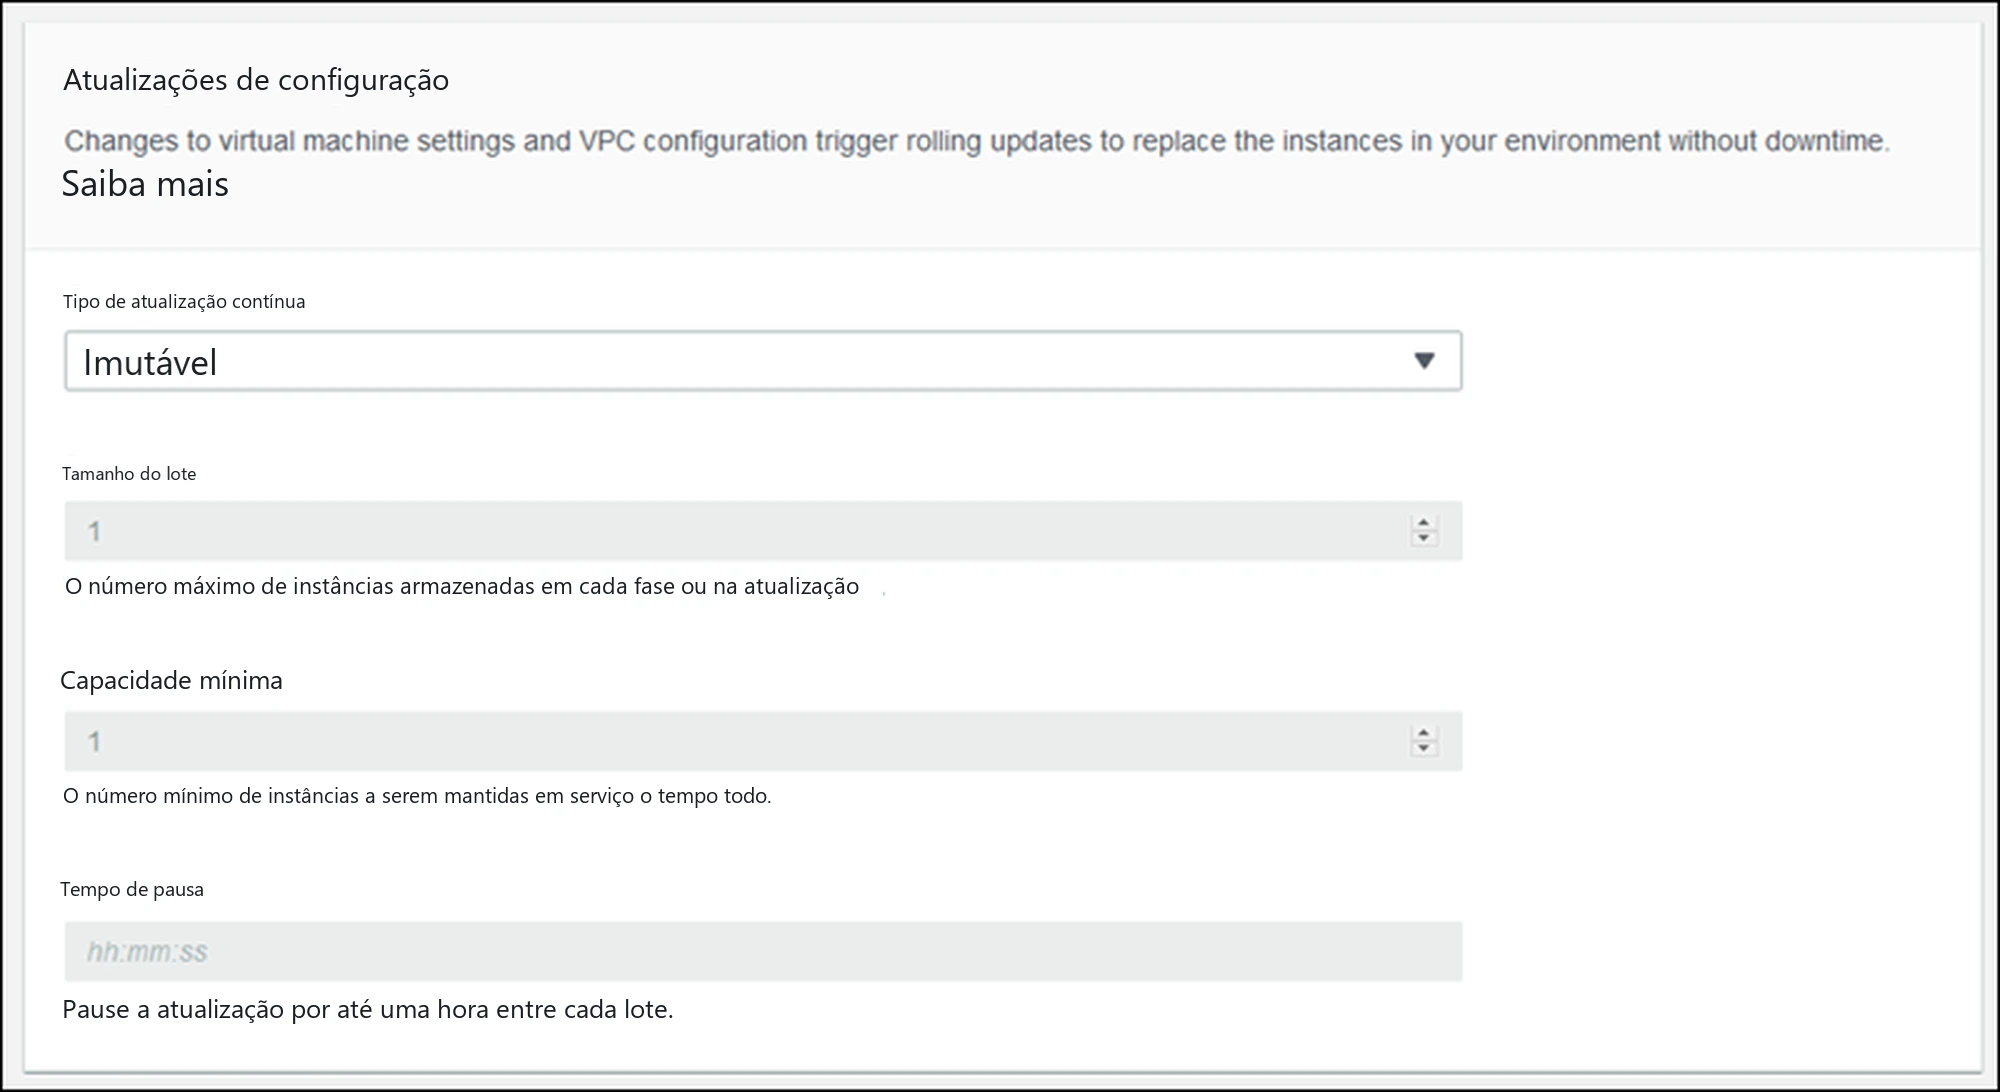 Atualizações de configuração
Changes to virtual machine settings and VPC configuration trigger rolling updates to replace the instances in your environment without downtime.
Saiba mais
Tipo de atualização contínua
Imutável
Tamanho do lote
1
O número máximo de instâncias armazenadas em cada fase ou na atualização
Capacidade mínima
1
O número mínimo de instâncias a serem mantidas em serviço o tempo todo.
Tempo de pausa
hh:mm:ss
Pause a atualização por até uma hora entre cada lote.